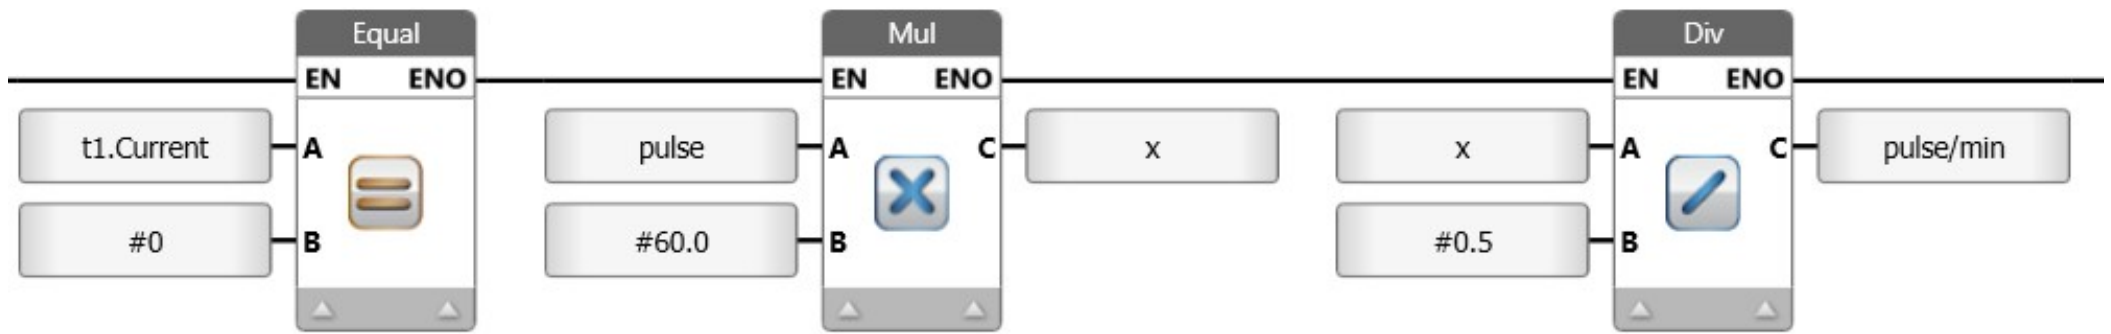 Equal
Mul
Div
EN ENO
EN ENO
EN ENO
t1.Current A
pulse A C x
x A C pulse/min
#0 B
#60.0 B
#0.5 B